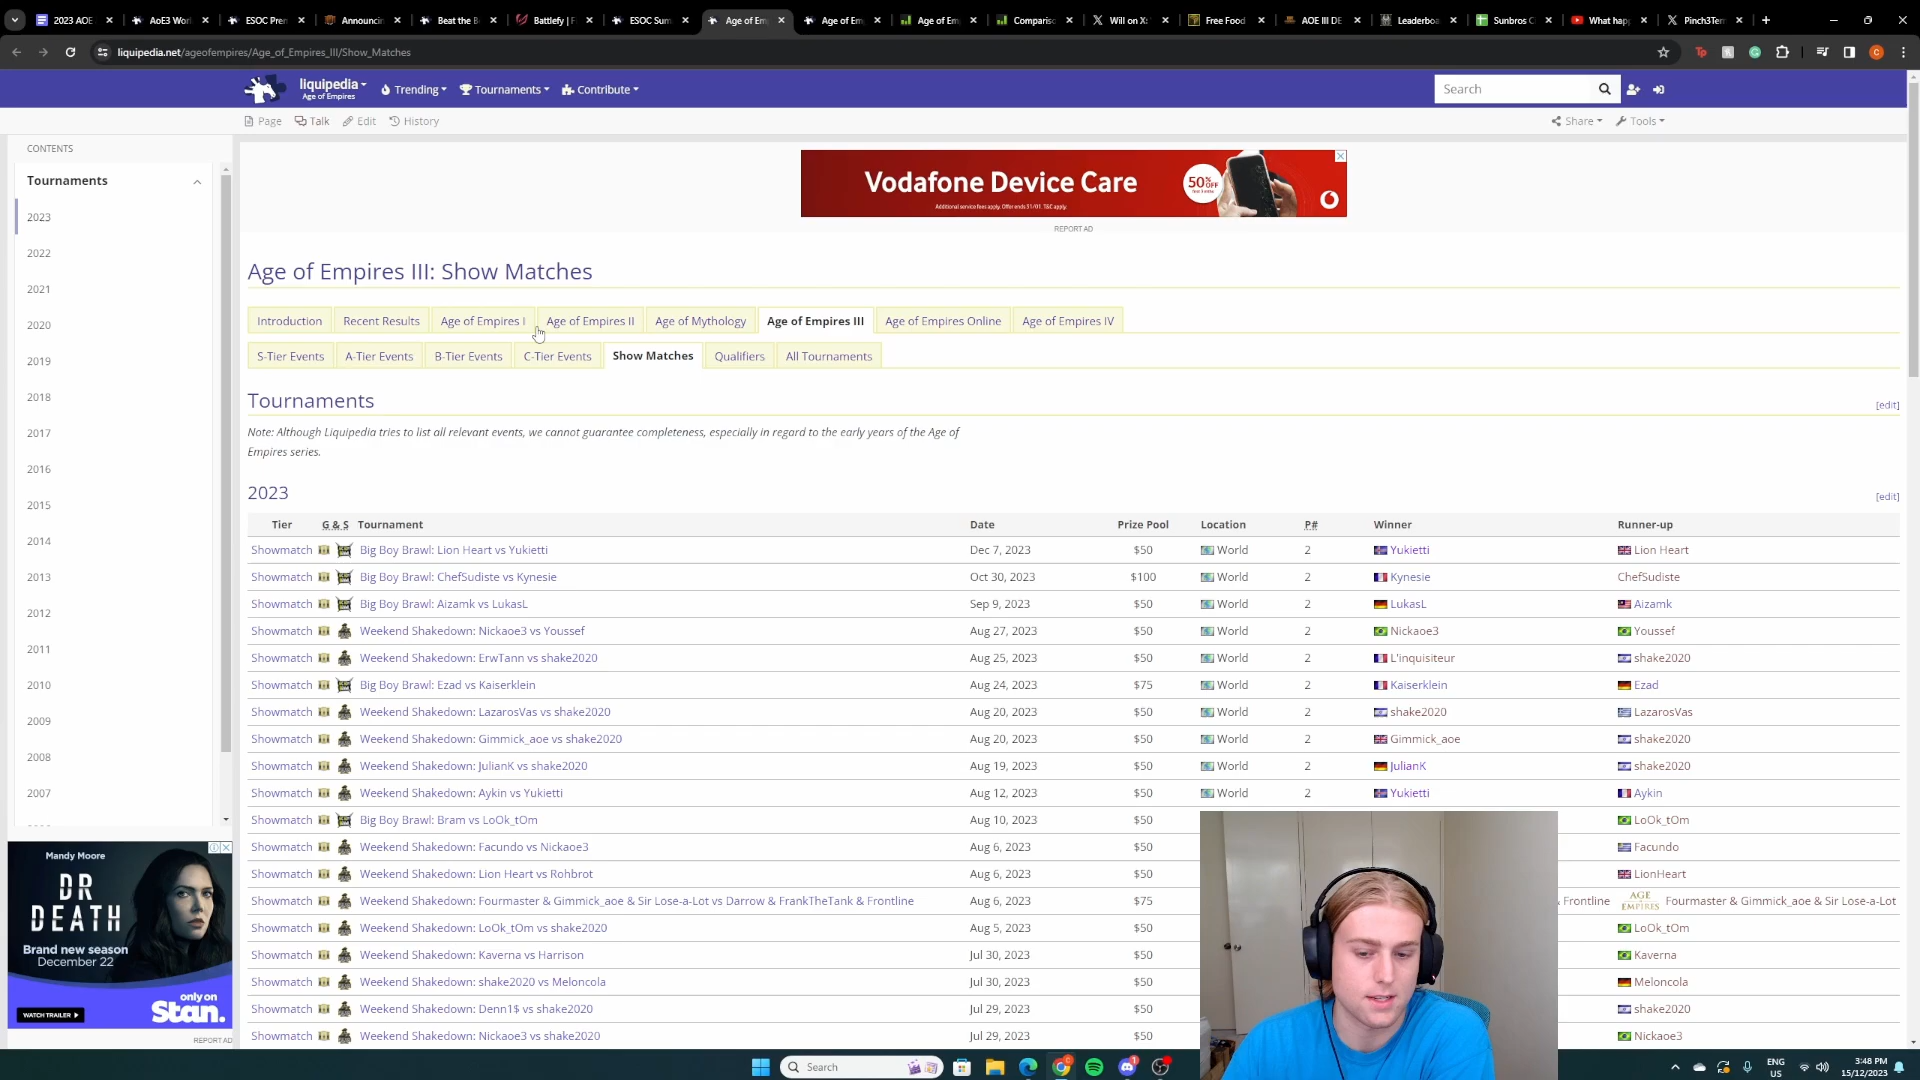 2023 AOE
AoE3 Worl
ESOC Prem
Announcin
Beat the B
Battlefy | F
ESOC Sum
Age of Em
Age of Em
Age of Em
Comparis
Will on X:
Free Food
AOE III DE
Leaderboa
Sunbros C
What hap
Pinch3Ten
liquipedia.net/ageofempires/Age_of_Empires_III/Show_Matches
liquipedia
Age of Empires
Trending
Tournaments
Contribute
Search
Page
Talk
Edit
History
Share
Tools
CONTENTS
Tournaments
2023
2022
2021
2020
2019
2018
2017
2016
2015
2014
2013
2012
2011
2010
2009
2008
2007
Vodafone Device Care
50% OFF
Additional service fees apply. Offer ends 31/01. T&C apply.
REPORT AD
Age of Empires III: Show Matches
Introduction
Recent Results
Age of Empires I
Age of Empires II
Age of Mythology
Age of Empires III
Age of Empires Online
Age of Empires IV
S-Tier Events
A-Tier Events
B-Tier Events
C-Tier Events
Show Matches
Qualifiers
All Tournaments
Tournaments
[edit]
Note: Although Liquipedia tries to list all relevant events, we cannot guarantee completeness, especially in regard to the early years of the Age of
Empires series.
2023
[edit]
Tier G & S Tournament Date Prize Pool Location P# Winner Runner-up
Showmatch Big Boy Brawl: Lion Heart vs Yukietti Dec 7, 2023 $50 World 2 Yukietti Lion Heart
Showmatch Big Boy Brawl: ChefSudiste vs Kynesie Oct 30, 2023 $100 World 2 Kynesie ChefSudiste
Showmatch Big Boy Brawl: Aizamk vs LukasL Sep 9, 2023 $50 World 2 LukasL Aizamk
Showmatch Weekend Shakedown: Nickaoe3 vs Youssef Aug 27, 2023 $50 World 2 Nickaoe3 Youssef
Showmatch Weekend Shakedown: ErwTann vs shake2020 Aug 25, 2023 $50 World 2 L'inquisiteur shake2020
Showmatch Big Boy Brawl: Ezad vs Kaiserklein Aug 24, 2023 $75 World 2 Kaiserklein Ezad
Showmatch Weekend Shakedown: LazarosVas vs shake2020 Aug 20, 2023 $50 World 2 shake2020 LazarosVas
Showmatch Weekend Shakedown: Gimmick_aoe vs shake2020 Aug 20, 2023 $50 World 2 Gimmick_aoe shake2020
Showmatch Weekend Shakedown: JulianK vs shake2020 Aug 19, 2023 $50 World 2 JulianK shake2020
Showmatch Weekend Shakedown: Aykin vs Yukietti Aug 12, 2023 $50 World 2 Yukietti Aykin
Showmatch Big Boy Brawl: Bram vs LoOk_tOm Aug 10, 2023 $50 LoOk_tOm
Showmatch Weekend Shakedown: Facundo vs Nickaoe3 Aug 6, 2023 $50 Facundo
Showmatch Weekend Shakedown: Lion Heart vs Rohbrot Aug 6, 2023 $50 LionHeart
Showmatch Weekend Shakedown: Fourmaster & Gimmick_aoe & Sir Lose-a-Lot vs Darrow & FrankTheTank & Frontline Aug 6, 2023 $75 & Frontline AGE EMPIRES Fourmaster & Gimmick_aoe & Sir Lose-a-Lot
Showmatch Weekend Shakedown: LoOk_tOm vs shake2020 Aug 5, 2023 $50 LoOk_tOm
Showmatch Weekend Shakedown: Kaverna vs Harrison Jul 30, 2023 $50 Kaverna
Showmatch Weekend Shakedown: shake2020 vs Meloncola Jul 30, 2023 $50 Meloncola
Showmatch Weekend Shakedown: Denn1$ vs shake2020 Jul 29, 2023 $50 shake2020
Showmatch Weekend Shakedown: Nickaoe3 vs shake2020 Jul 29, 2023 $50 Nickaoe3
Mandy Moore
DR
DEATH
Brand new season
December 22
WATCH TRAILER
only on
Stan.
REPORT AD
Search
ENG
US
3:48 PM
15/12/2023